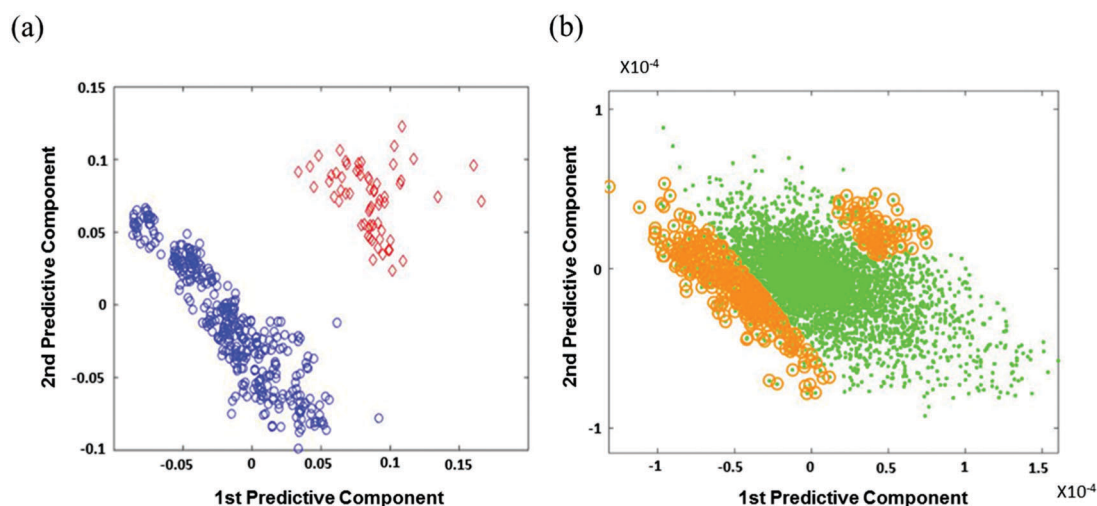 (a)
(b)
0.15
0.1
0.05
0
-0.05
-0.1
2nd Predictive Component
-0.05
0
0.05
0.1
0.15
1st Predictive Component
X10-4
1
0
-1
2nd Predictive Component
-1
-0.5
0
0.5
1
1.5
X10-4
1st Predictive Component